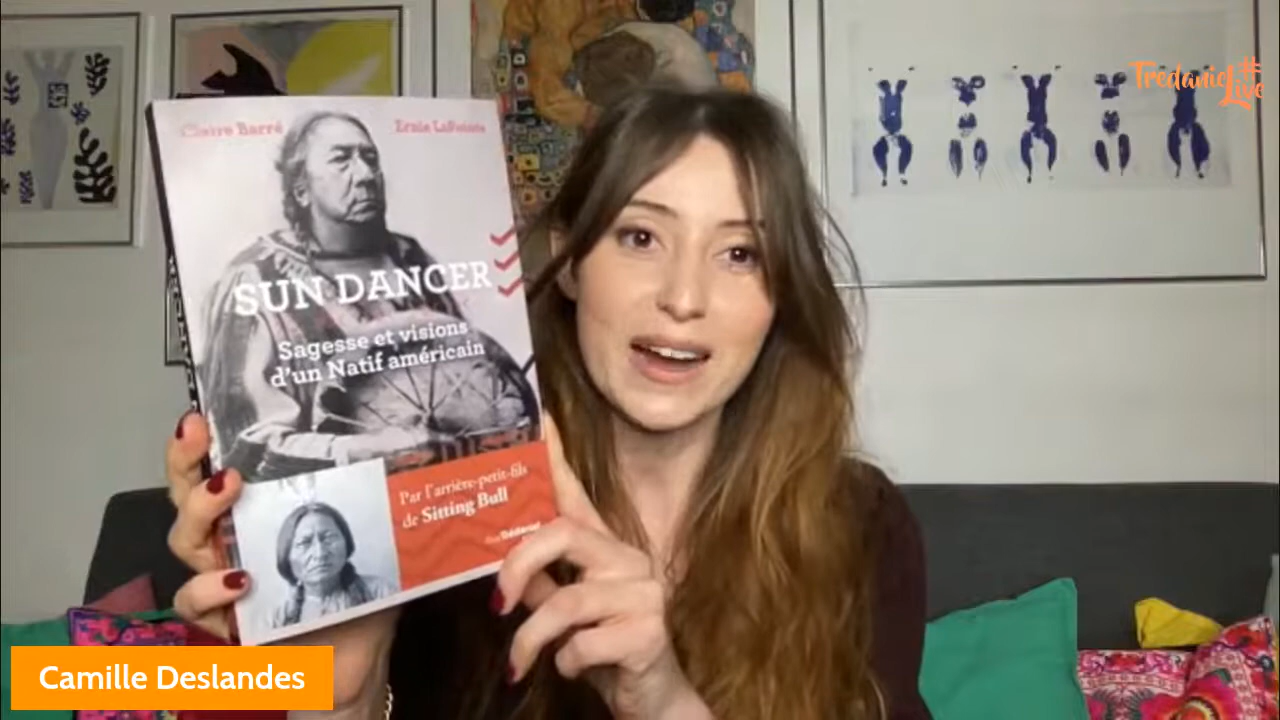 Claire Barré
Ernie LaPointe
SUN DANCER
Sagesse et visions
d'un Natif américain
Par l'arrière-petit-fils
de Sitting Bull
#
Tredaniel
Live
Camille Deslandes